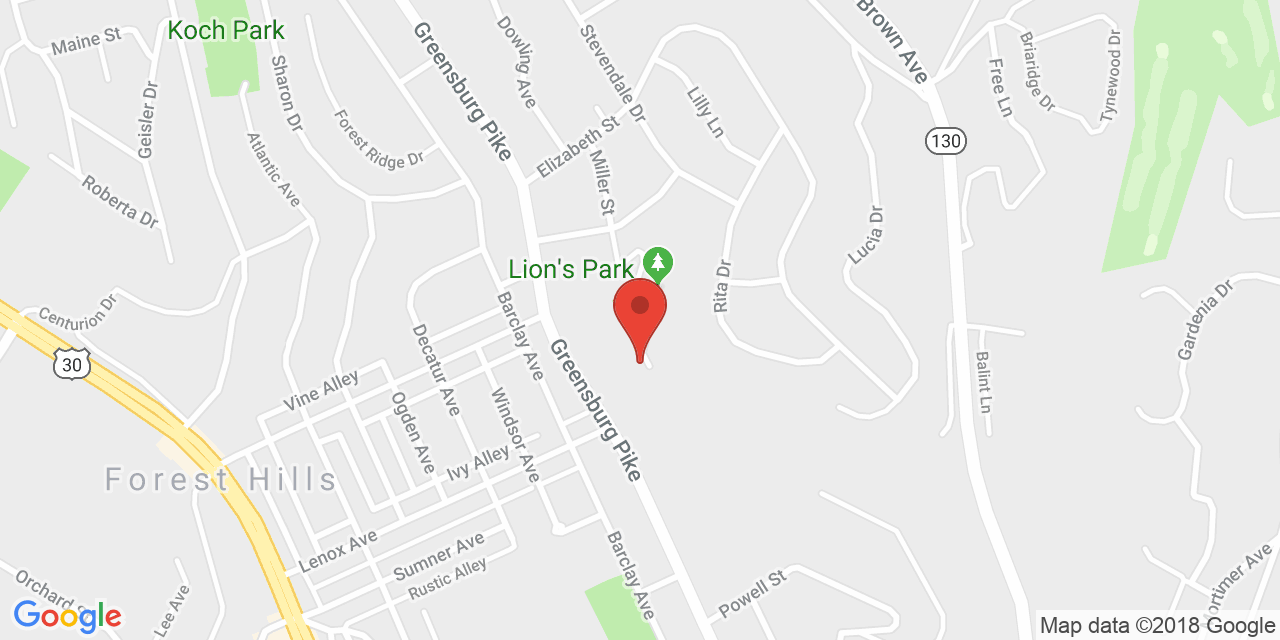 Koch Park
Maine St
Geisler Dr
Sharon Dr
Greensburg Pike
Dowling Ave
Stevendale Dr
Lilly Ln
Brown Ave
Free Ln
Briaridge Dr
Tynewood Dr
Roberta Dr
Atlantic Ave
Forest Ridge Dr
Elizabeth St
Miller St
130
Lucia Dr
Rita Dr
Lion's Park
Gardenia Dr
Centurion Dr
30
Barclay Ave
Decatur Ave
Vine Alley
Ogden Ave
Windsor Ave
Greensburg Pike
Balint Ln
Ivy Alley
Forest Hills
Lenox Ave
Sumner Ave
Rustic Alley
Barclay Ave
Powell St
Mortimer Ave
Orchard
Lee Ave
Google
Map data ©2018 Google